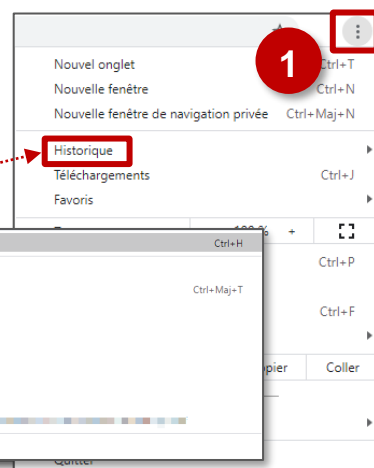 1
Nouvel onglet Ctrl+T
Nouvelle fenêtre Ctrl+N
Nouvelle fenêtre de navigation privée Ctrl+Maj+N
Historique
Téléchargements Ctrl+J
Favoris
+
Ctrl+H
Ctrl+P
Ctrl+Maj+T
Ctrl+F
Coller
Quitter